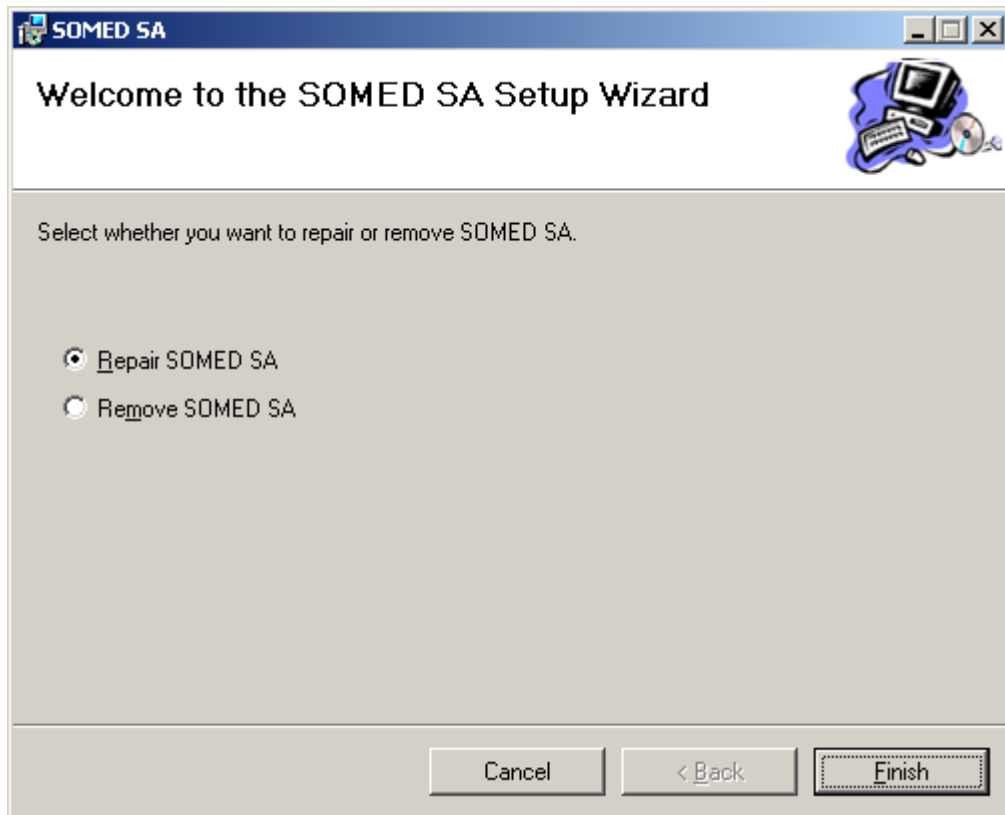 SOMED SA
Welcome to the SOMED SA Setup Wizard
Select whether you want to repair or remove SOMED SA.
Repair SOMED SA
Remove SOMED SA
Cancel
< Back
Finish